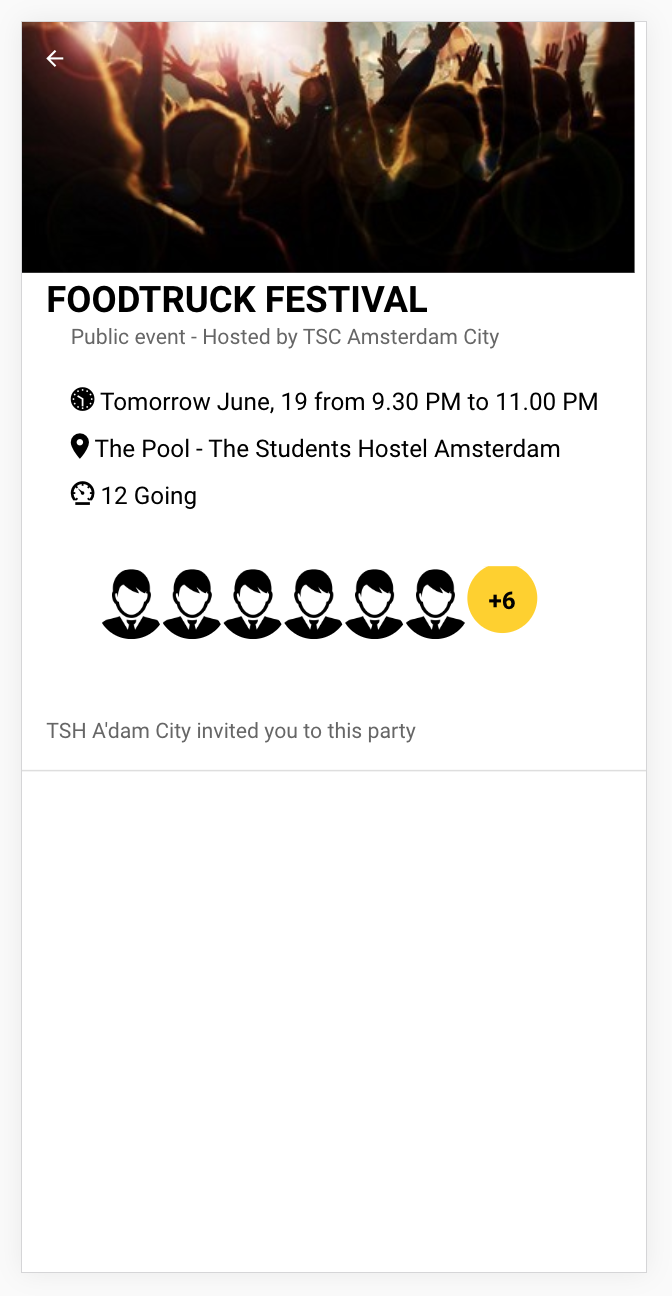 FOODTRUCK FESTIVAL
Public event - Hosted by TSC Amsterdam City
Tomorrow June, 19 from 9.30 PM to 11.00 PM
The Pool - The Students Hostel Amsterdam
12 Going
+6
TSH A'dam City invited you to this party